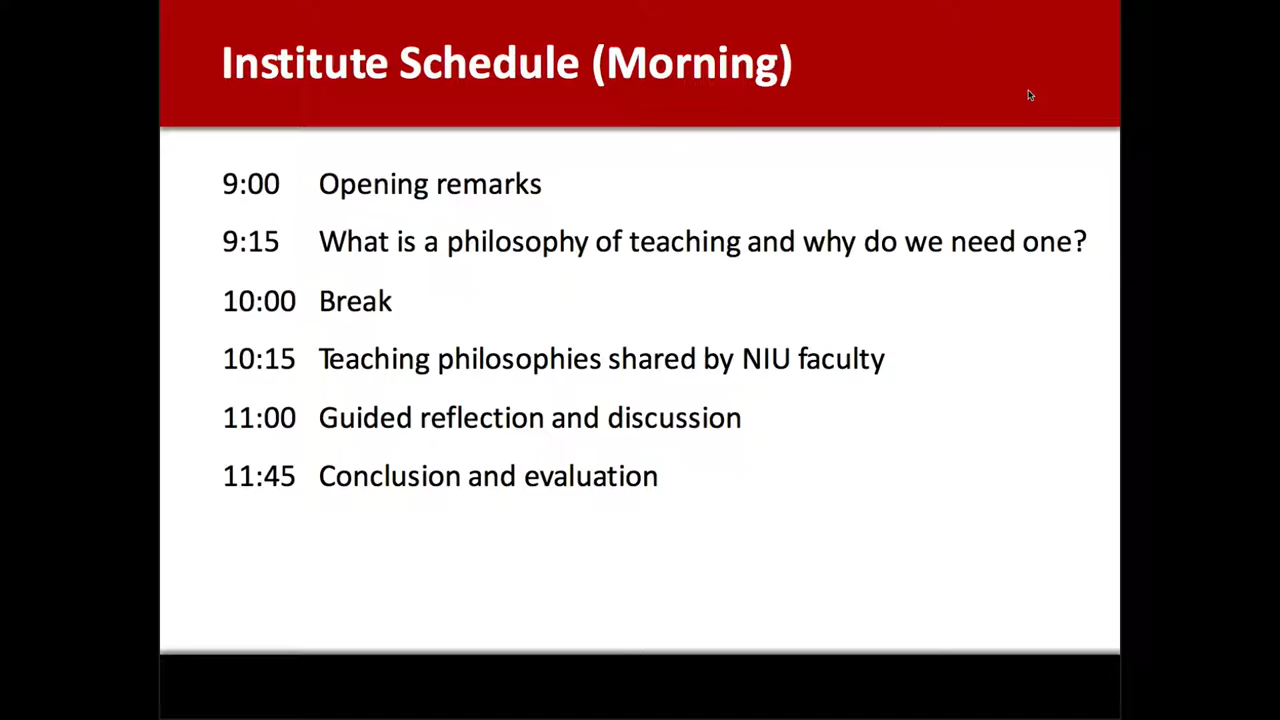 Institute Schedule (Morning)
9:00 Opening remarks
9:15 What is a philosophy of teaching and why do we need one?
10:00 Break
10:15 Teaching philosophies shared by NIU faculty
11:00 Guided reflection and discussion
11:45 Conclusion and evaluation